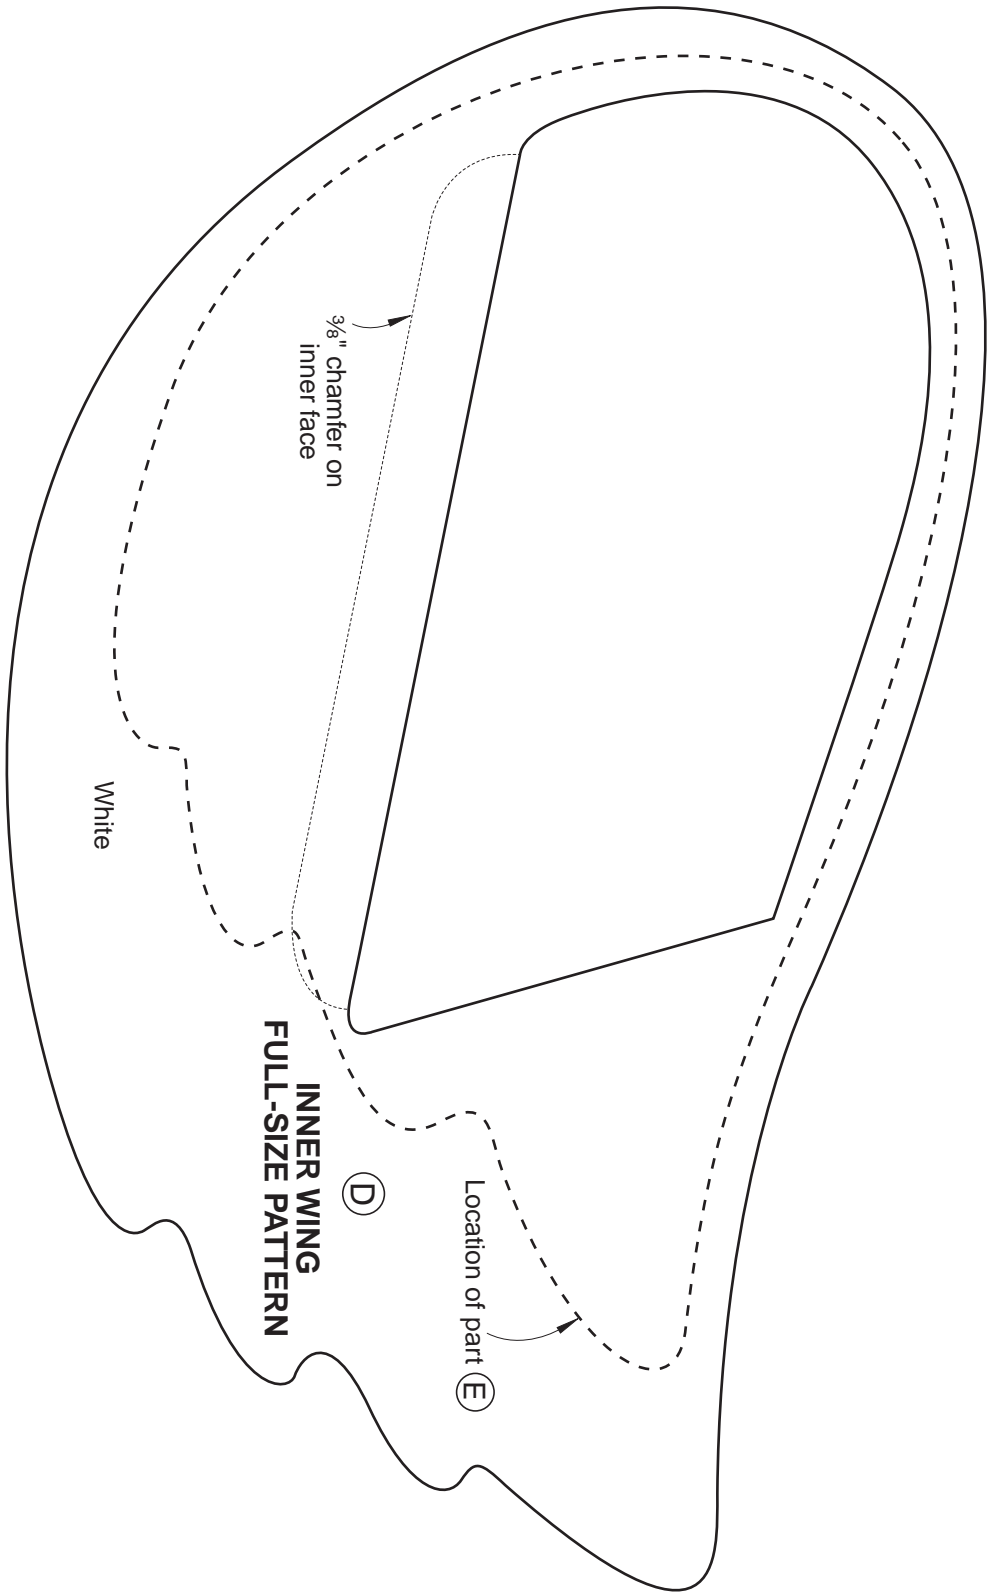 ⅜" chamfer on
inner face
White
INNER WING
FULL-SIZE PATTERN
D
Location of part E